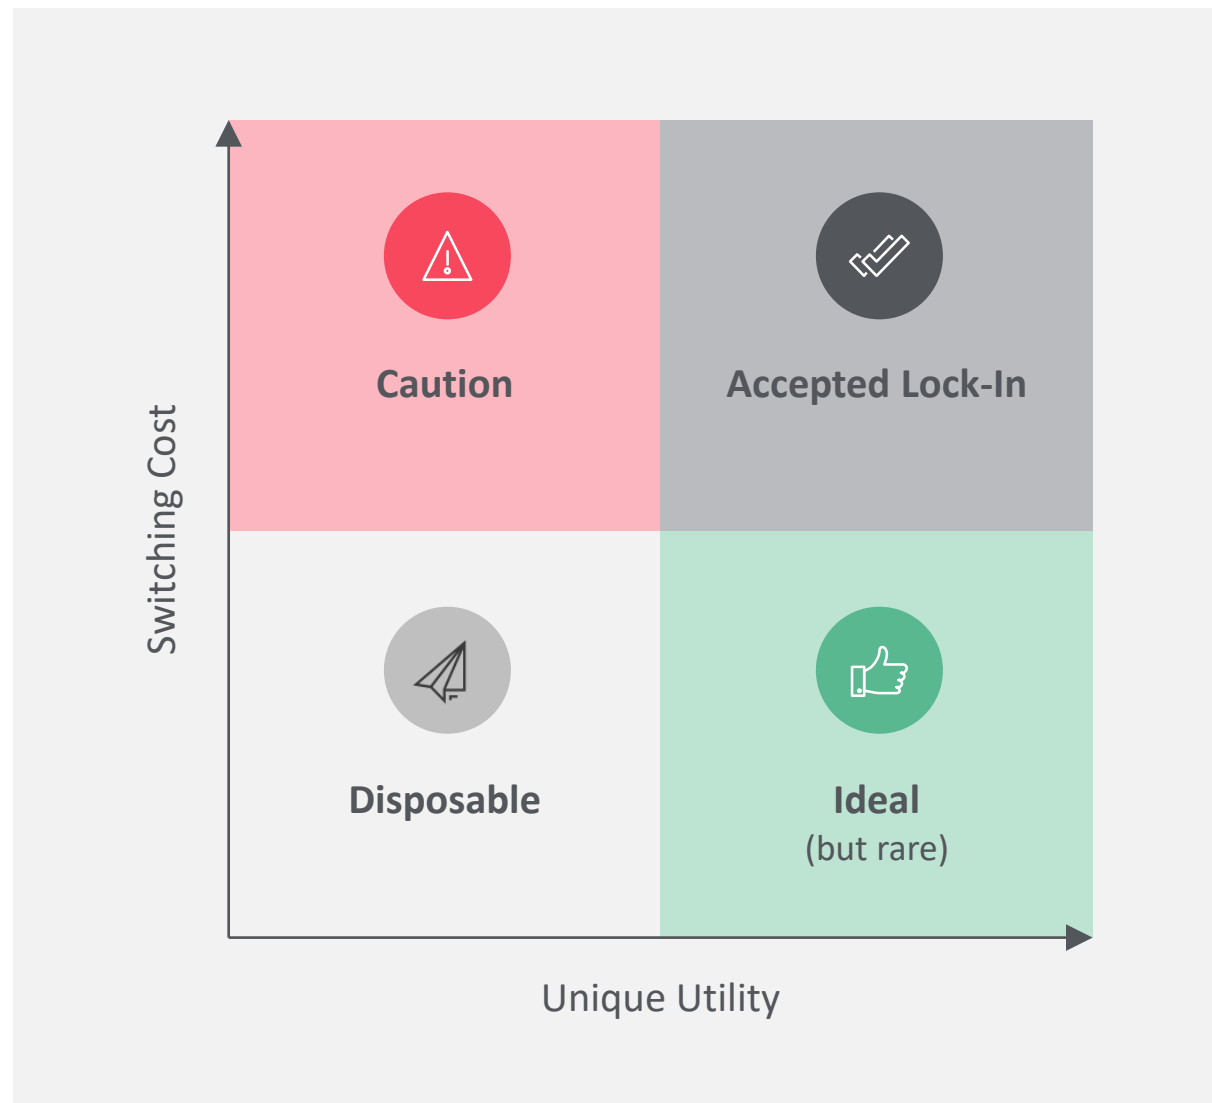 Caution
Accepted Lock-In
Switching Cost
Disposable
Ideal
(but rare)
Unique Utility